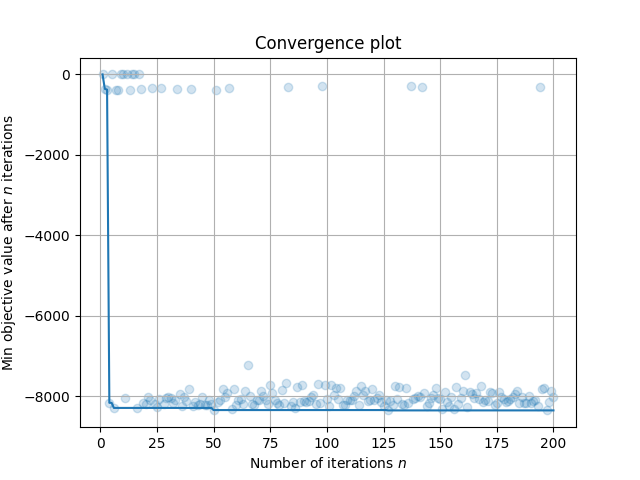 Convergence plot
Min objective value after n iterations
0
−2000
−4000
−6000
−8000
0 25 50 75 100 125 150 175 200
Number of iterations n